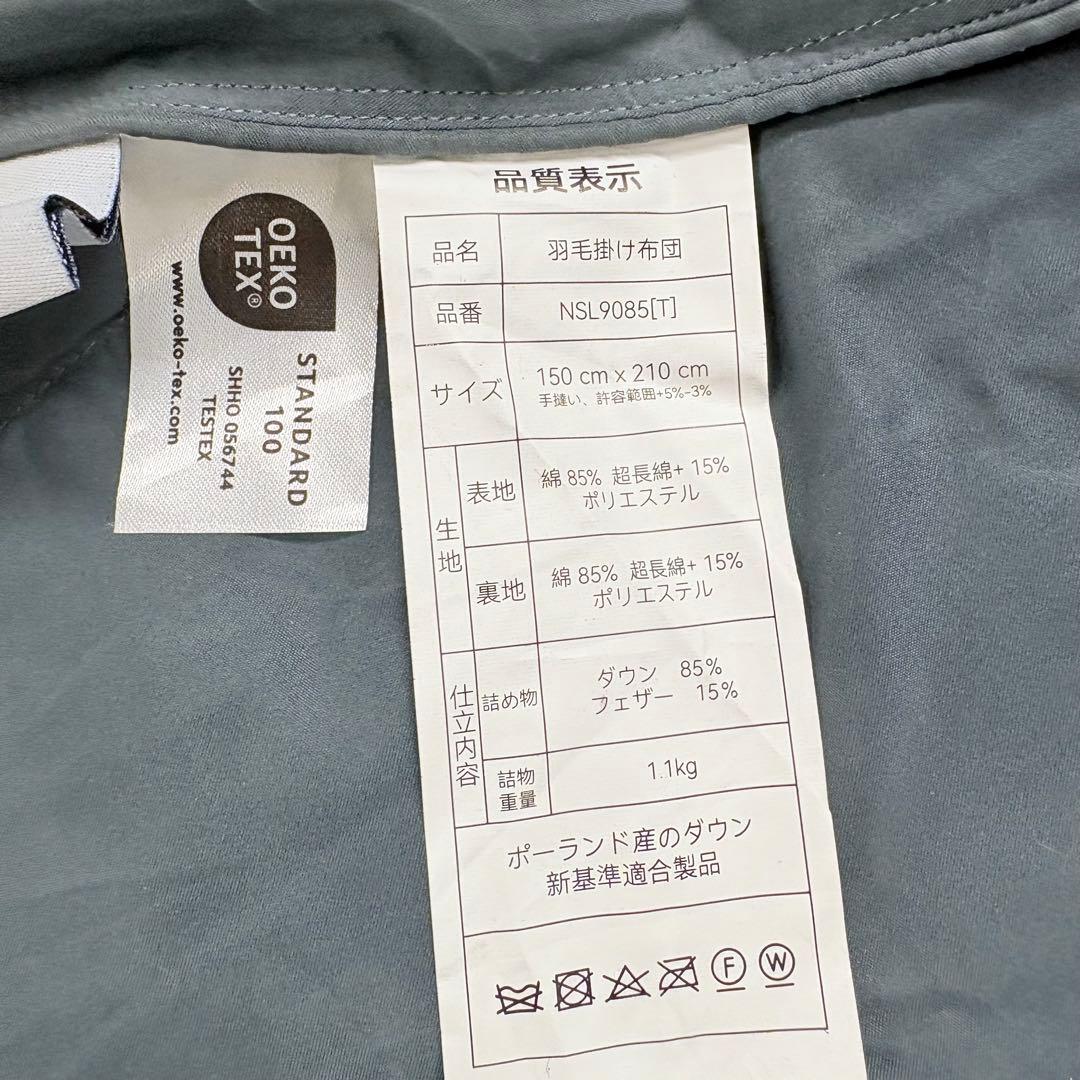 OEKO
TEX®
www.oeko-tex.com
STANDARD
100
SHHO 056744
TESTEX
品質表示
品名 羽毛掛け布団
品番 NSL9085[T]
サイズ 150 cm x 210 cm
手縫い、許容範囲+5%-3%
生地
表地 綿 85% 超長綿+ 15%
ポリエステル
裏地 綿 85% 超長綿+ 15%
ポリエステル
仕立内容
詰め物 ダウン 85%
フェザー 15%
詰物
重量 1.1kg
ポーランド産のダウン
新基準適合製品
F W